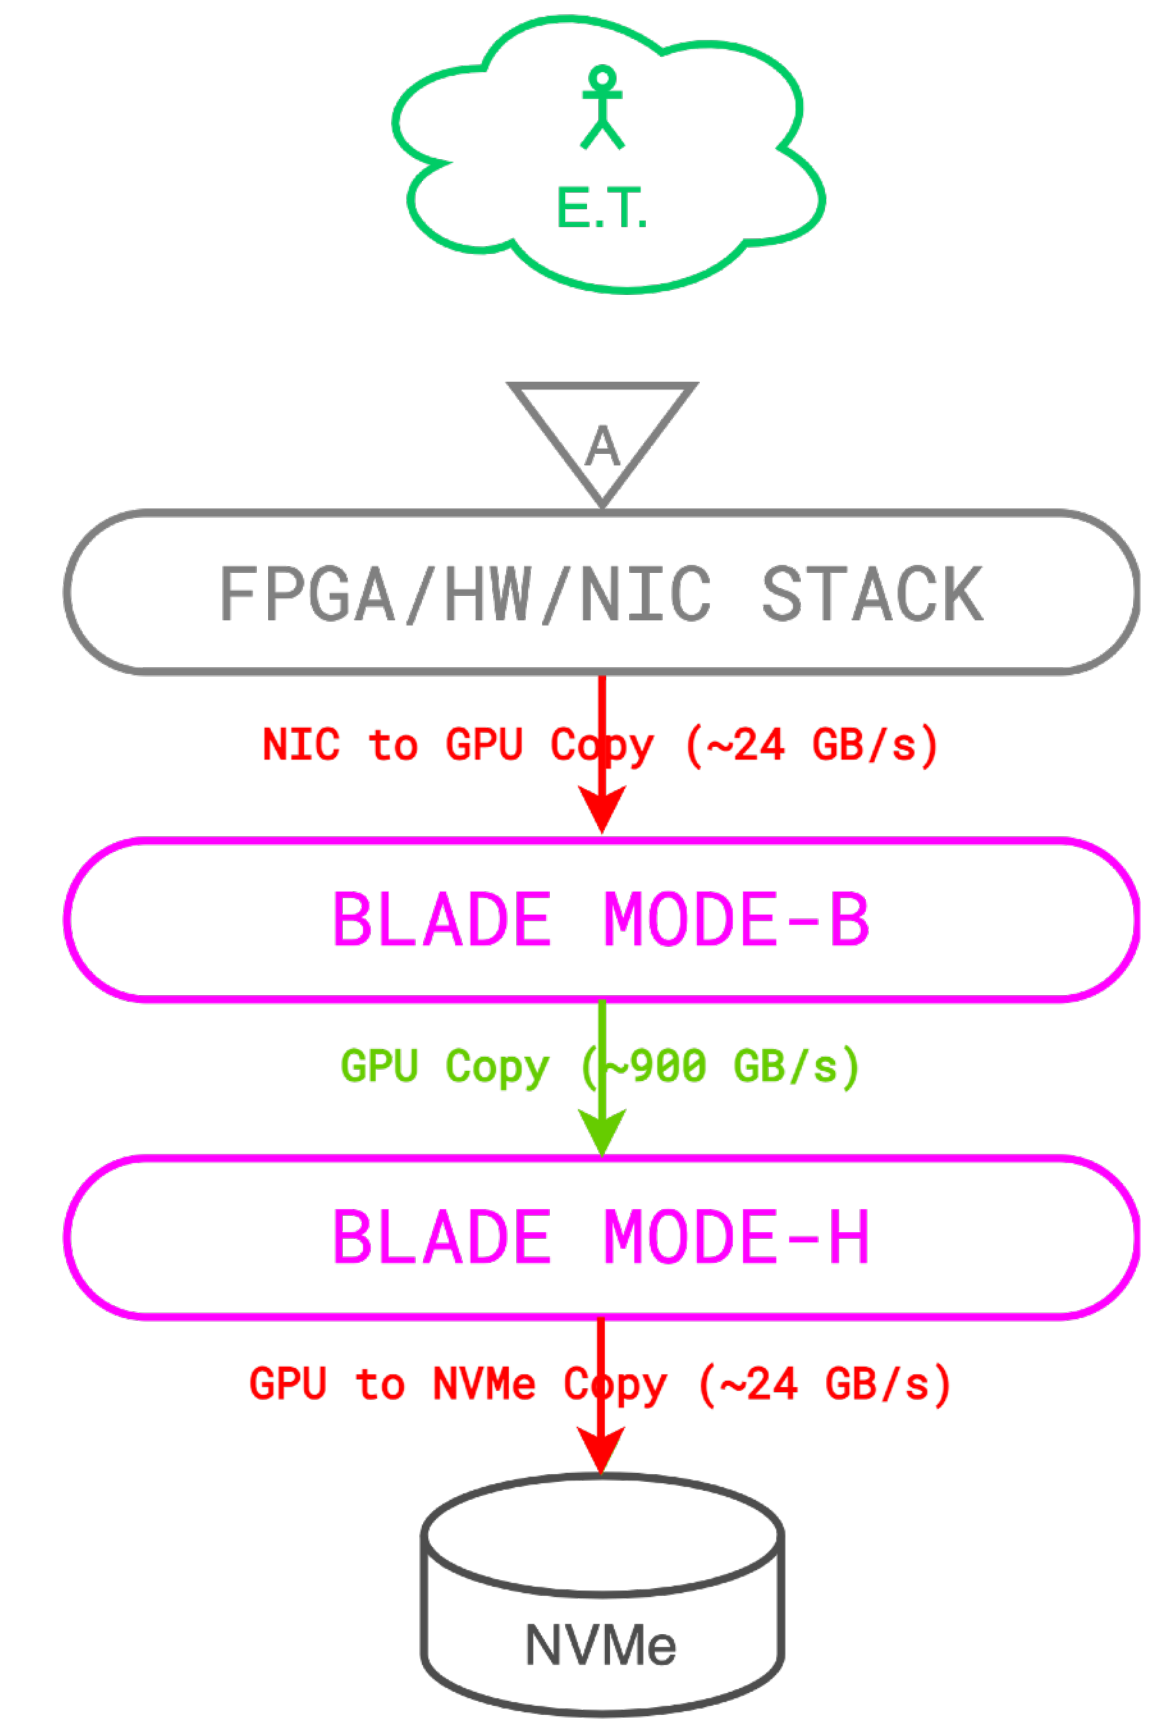 E.T.
A
FPGA/HW/NIC STACK
NIC to GPU Copy (~24 GB/s)
BLADE MODE-B
GPU Copy (~900 GB/s)
BLADE MODE-H
GPU to NVMe Copy (~24 GB/s)
NVMe